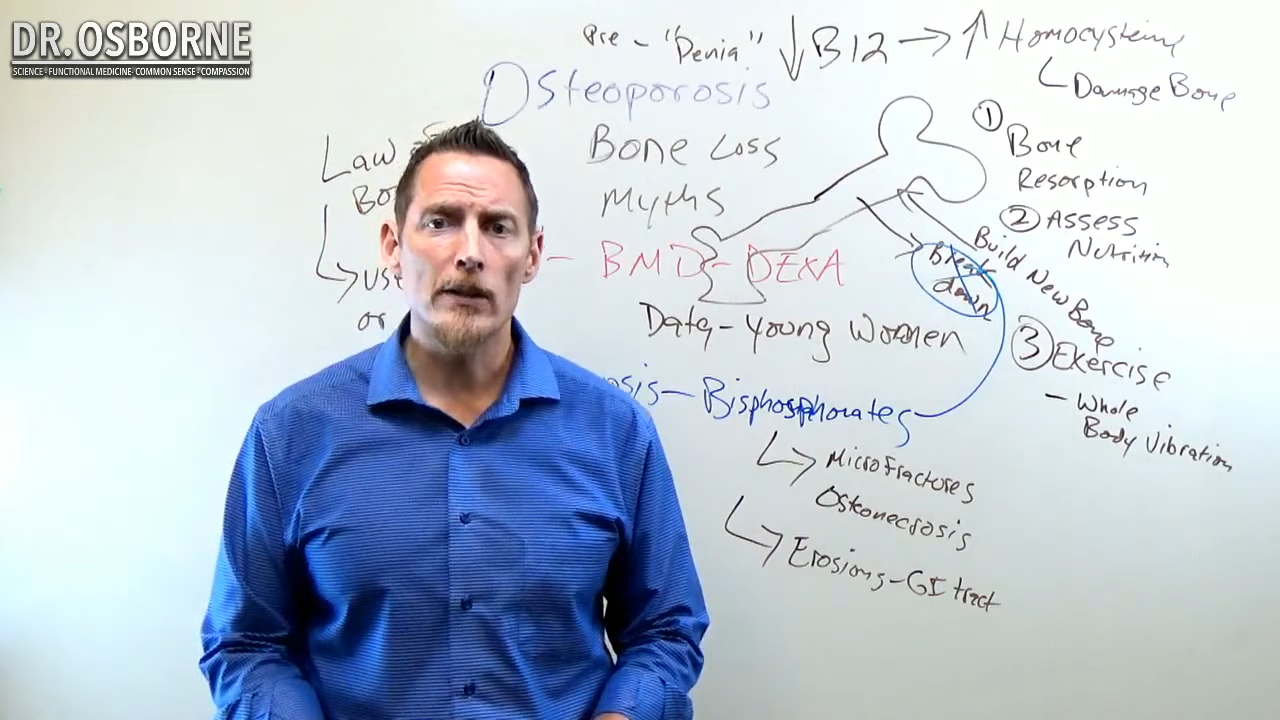 DR. OSBORNE
SCIENCE - FUNCTIONAL MEDICINE - COMMON SENSE - COMPASSION
Pre - "Penia" ↓ B12 → ↑ Homocysteine
Damage Bone
Osteoporosis
Bone Loss
Myths
Law
Bo
→ Use
or
- BMD - DEXA
Data - Young Women
osis - Bisphosphonates
→ Microfractures
Osteonecrosis
→ Erosions - GI tract
Break
down
Build New Bone
① Bone
Resorption
② Assess
Nutrition
③ Exercise
- Whole
Body Vibration